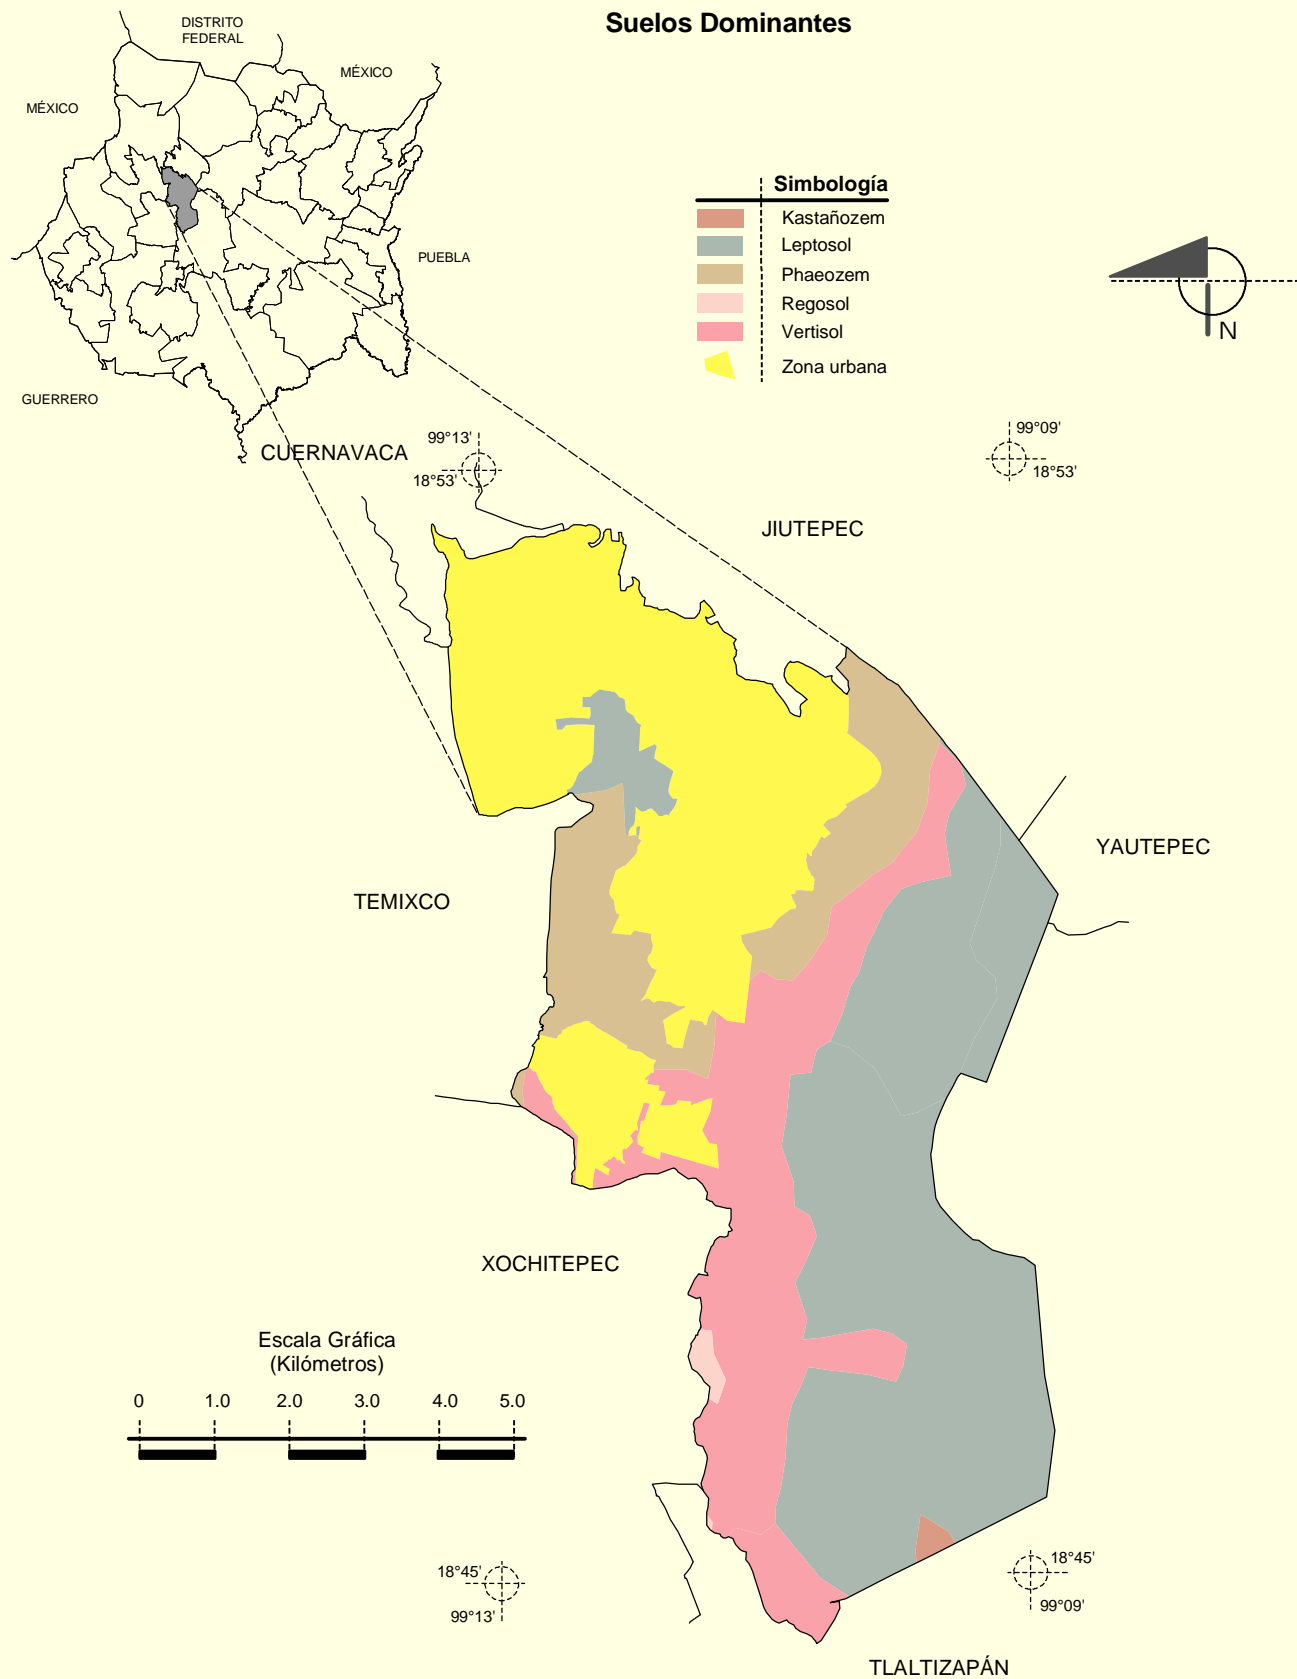 Suelos Dominantes
DISTRITO
FEDERAL
MÉXICO
MÉXICO
PUEBLA
GUERRERO
Simbología
Kastañozem
Leptosol
Phaeozem
Regosol
Vertisol
Zona urbana
N
CUERNAVACA
99°13'
18°53'
99°09'
18°53'
JIUTEPEC
YAUTEPEC
TEMIXCO
XOCHITEPEC
Escala Gráfica
(Kilómetros)
0 1.0 2.0 3.0 4.0 5.0
18°45'
99°13'
18°45'
99°09'
TLALTIZAPÁN